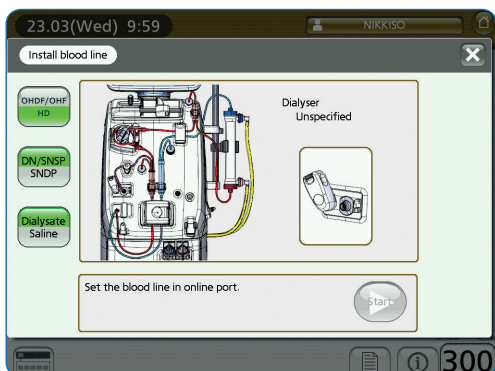 23.03(Wed) 9:59
NIKKISO
Install blood line
OHDF/OHF
HD
DN/SNSP
SNDP
Dialysate
Saline
Dialyser
Unspecified
Set the blood line in online port.
Start
300